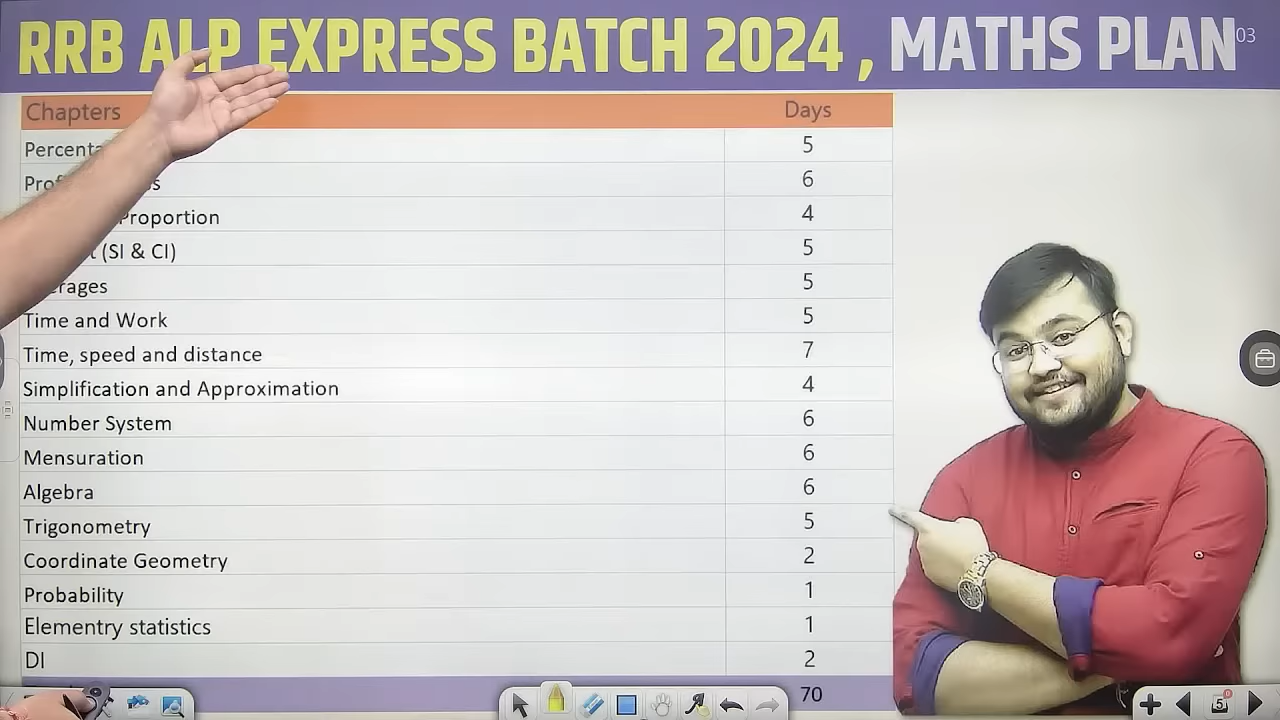 RRB ALP EXPRESS BATCH 2024 , MATHS PLAN 03
Chapters Days
5
6
Proportion 4
(SI & CI) 5
5
Time and Work 5
Time, speed and distance 7
Simplification and Approximation 4
Number System 6
Mensuration 6
Algebra 6
Trigonometry 5
Coordinate Geometry 2
Probability 1
Elementry statistics 1
DI 2
70
5